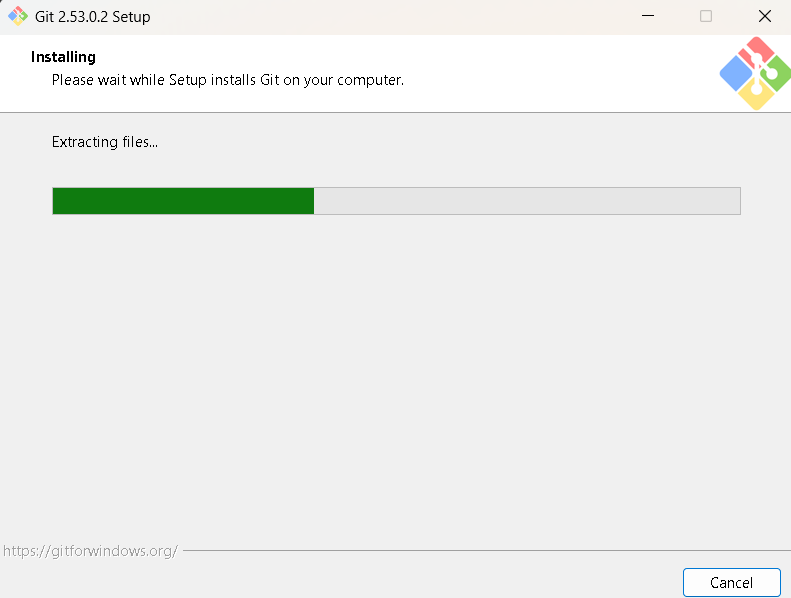 Git 2.53.0.2 Setup
Installing
Please wait while Setup installs Git on your computer.
Extracting files...
https://gitforwindows.org/
Cancel